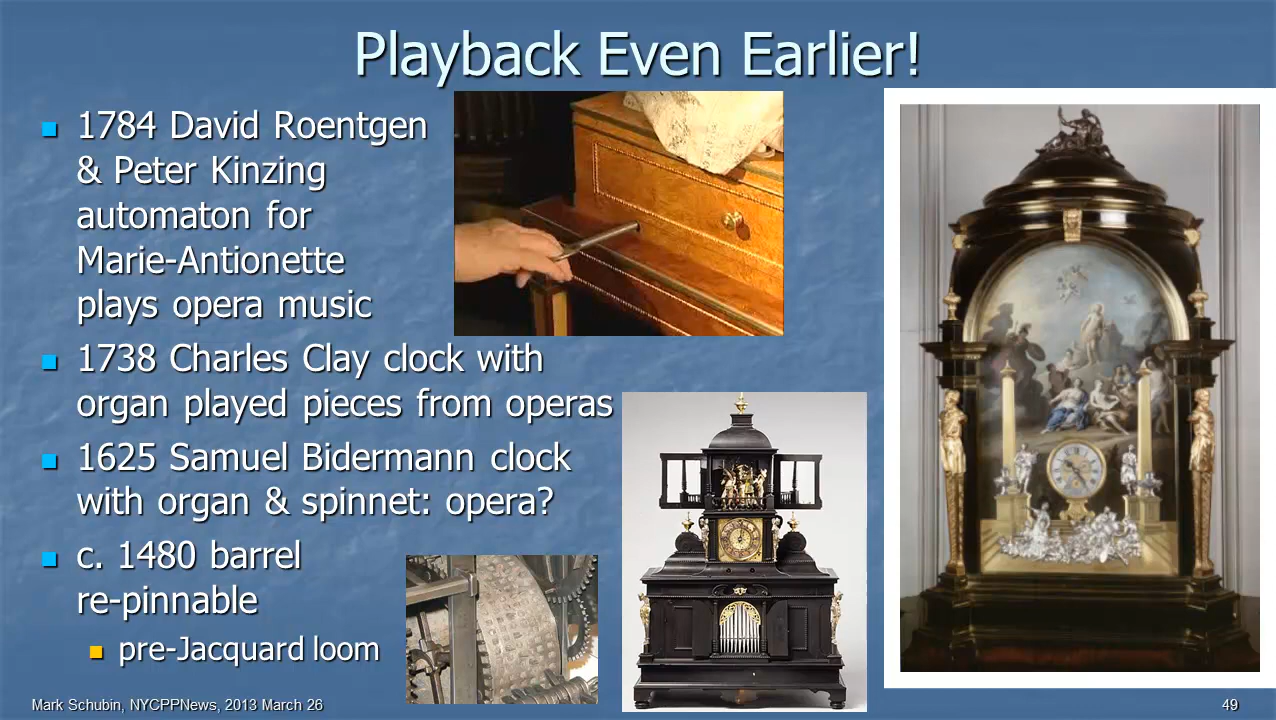 Playback Even Earlier!
1784 David Roentgen
& Peter Kinzing
automaton for
Marie-Antionette
plays opera music
1738 Charles Clay clock with
organ played pieces from operas
1625 Samuel Bidermann clock
with organ & spinnet: opera?
c. 1480 barrel
re-pinnable
pre-Jacquard loom
Mark Schubin, NYCPPNews, 2013 March 26
49